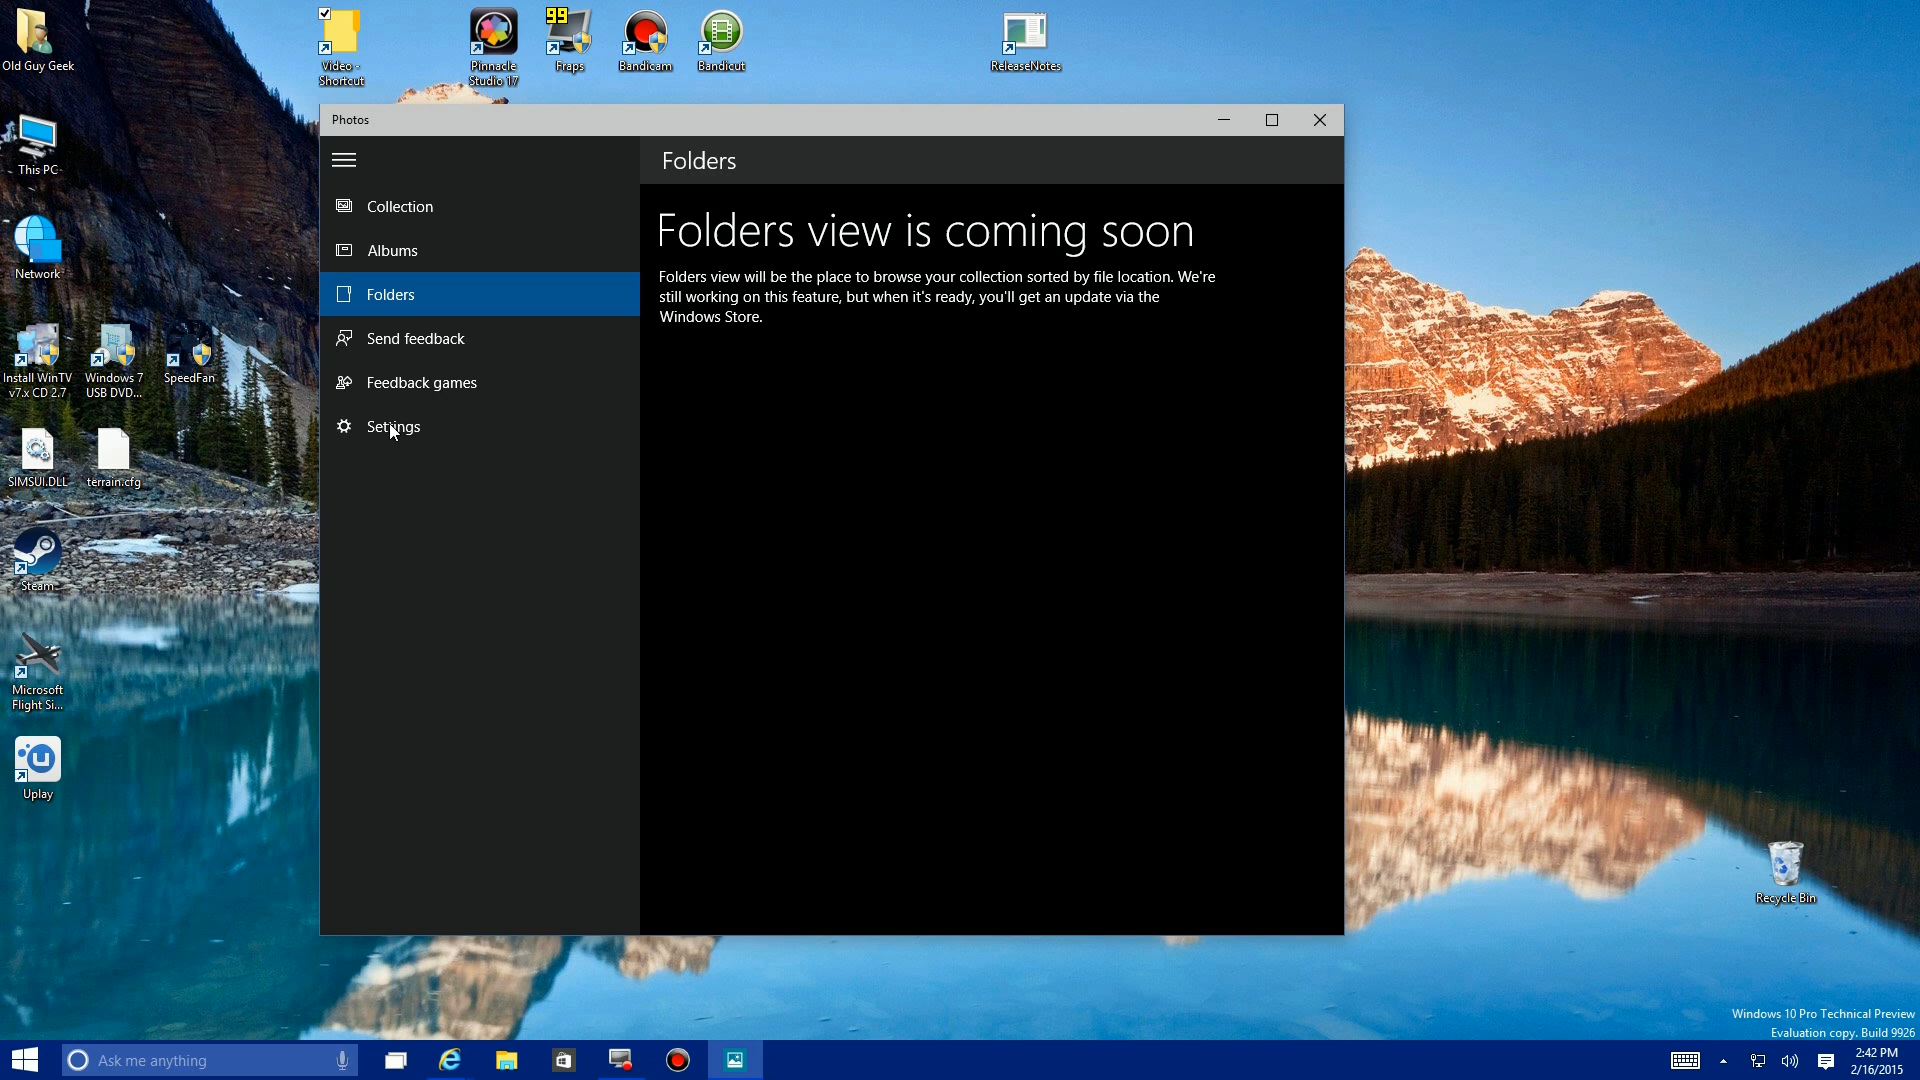 Old Guy Geek
Video -
Shortcut
Pinnacle
Studio 17
99
Fraps
Bandicam
Bandicut
ReleaseNotes
This PC
Network
Install WinTV
v7.x CD 2.7
Windows 7
USB DVD...
SpeedFan
SIMSUI.DLL
terrain.cfg
Steam
Microsoft
Flight Si...
Uplay
Photos
Collection
Albums
Folders
Send feedback
Feedback games
Settings
Folders
Folders view is coming soon
Folders view will be the place to browse your collection sorted by file location. We're
still working on this feature, but when it's ready, you'll get an update via the
Windows Store.
Recycle Bin
Windows 10 Pro Technical Preview
Evaluation copy. Build 9926
Ask me anything
2:42 PM
2/16/2015